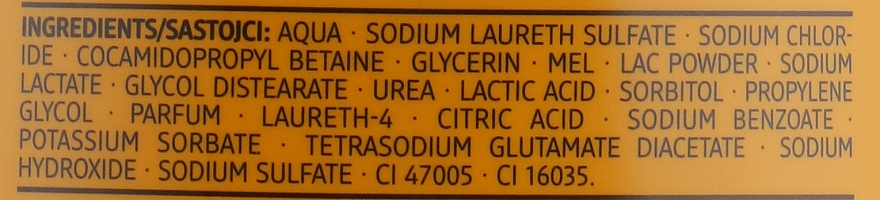 INGREDIENTS/SASTOJCI: AQUA · SODIUM LAURETH SULFATE · SODIUM CHLOR-
IDE · COCAMIDOPROPYL BETAINE · GLYCERIN · MEL · LAC POWDER · SODIUM
LACTATE · GLYCOL DISTEARATE · UREA · LACTIC ACID · SORBITOL · PROPYLENE
GLYCOL · PARFUM · LAURETH-4 · CITRIC ACID · SODIUM BENZOATE ·
POTASSIUM SORBATE · TETRASODIUM GLUTAMATE DIACETATE · SODIUM
HYDROXIDE · SODIUM SULFATE · CI 47005 · CI 16035.